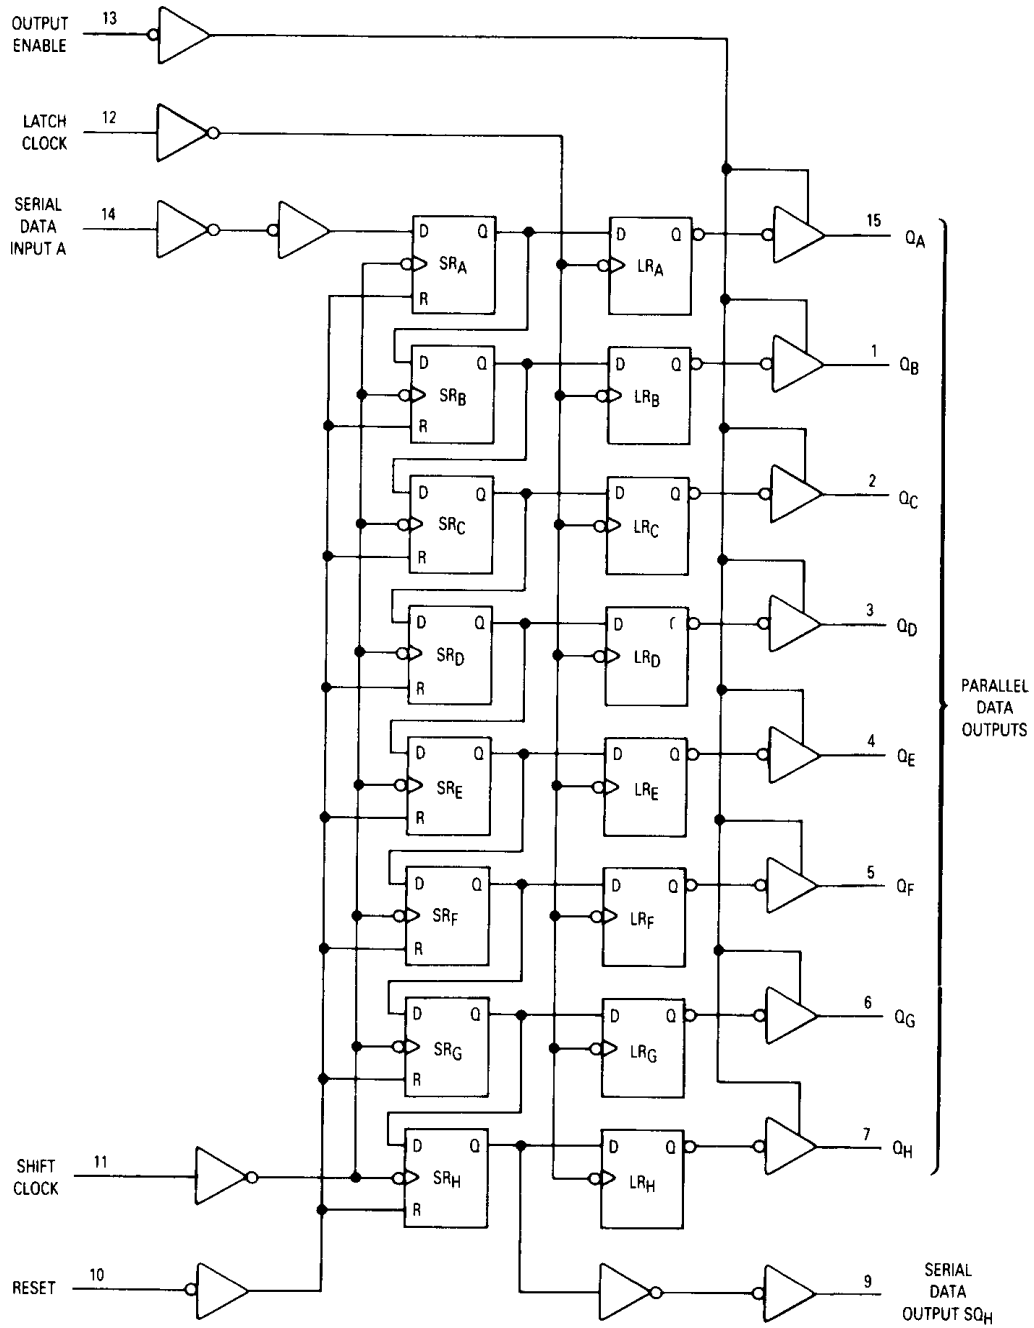 OUTPUT
ENABLE
13
LATCH
CLOCK
12
SERIAL
DATA
INPUT A
14
D Q
SRA
R
D Q
LRA
15
QA
D Q
SRB
R
D Q
LRB
1
QB
D Q
SRC
R
D Q
LRC
2
QC
D Q
SRD
R
D
LRD
3
QD
PARALLEL
DATA
OUTPUTS
D Q
SRE
R
D Q
LRE
4
QE
D Q
SRF
R
D Q
LRF
5
QF
D Q
SRG
R
D Q
LRG
6
QG
D Q
SRH
R
D Q
LRH
7
QH
SHIFT
CLOCK
11
RESET
10
9
SERIAL
DATA
OUTPUT SQH